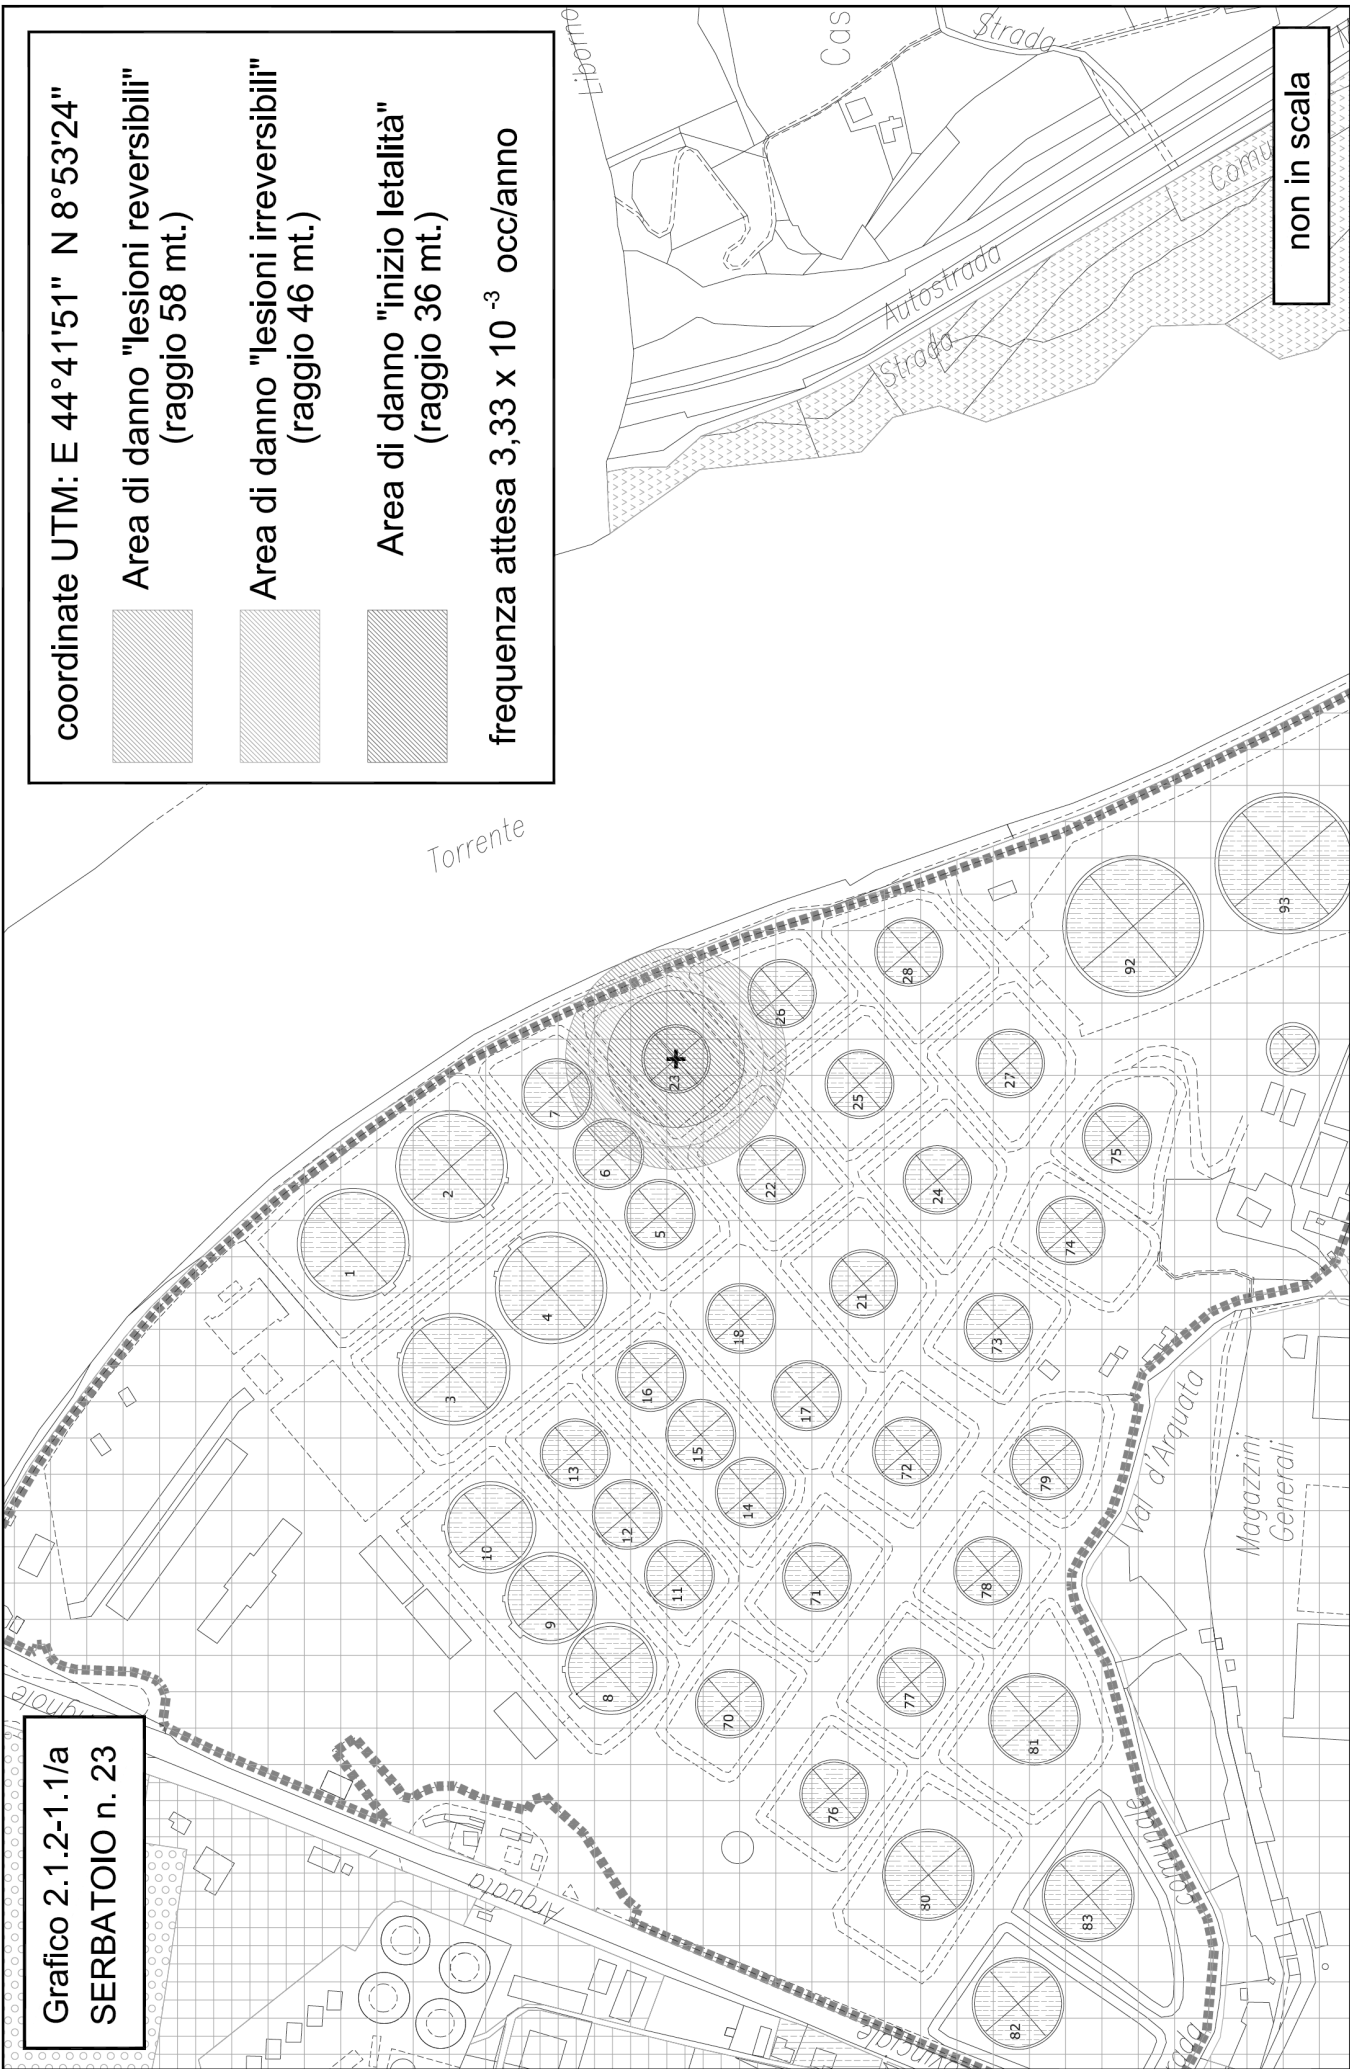 Grafico 2.1.2-1.1/a
SERBATOIO n. 23
coordinate UTM: E 44°41'51" N 8°53'24"
Area di danno "lesioni reversibili"
(raggio 58 mt.)
Area di danno "lesioni irreversibili"
(raggio 46 mt.)
Area di danno "inizio letalità"
(raggio 36 mt.)
frequenza attesa 3,33 x 10 -3 occ/anno
non in scala
Torrente
Liborno
Cas
Strada
Autostrada
Strada
Comu
Arquata
Val d'Arquata
Magazzini
Generali
comunale
1
2
3
4
5
6
7
8
9
10
11
12
13
14
15
16
17
18
21
22
23
24
25
26
27
28
70
71
72
73
74
75
76
77
78
79
80
81
82
83
92
93